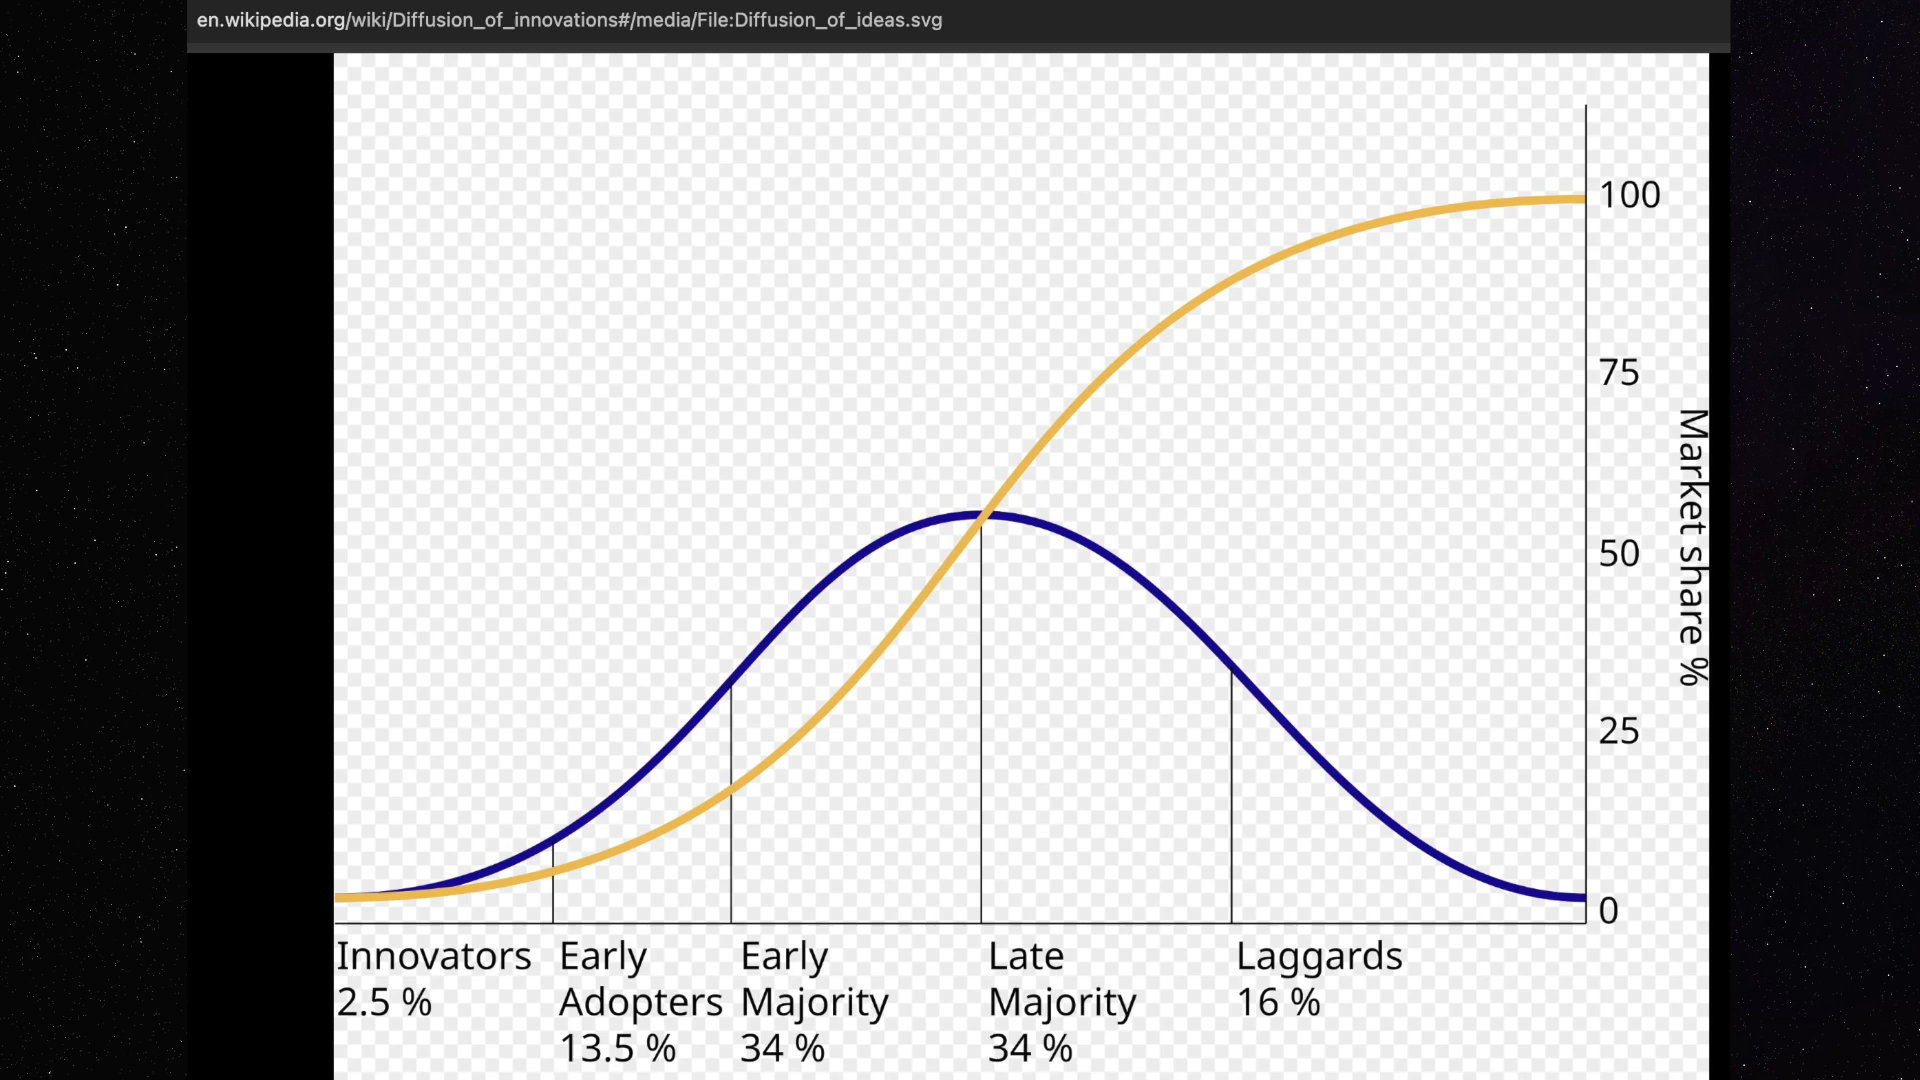 en.wikipedia.org/wiki/Diffusion_of_innovations#/media/File:Diffusion_of_ideas.svg
100
75
50
25
0
Market share %
Innovators
2.5 %
Early
Adopters
13.5 %
Early
Majority
34 %
Late
Majority
34 %
Laggards
16 %